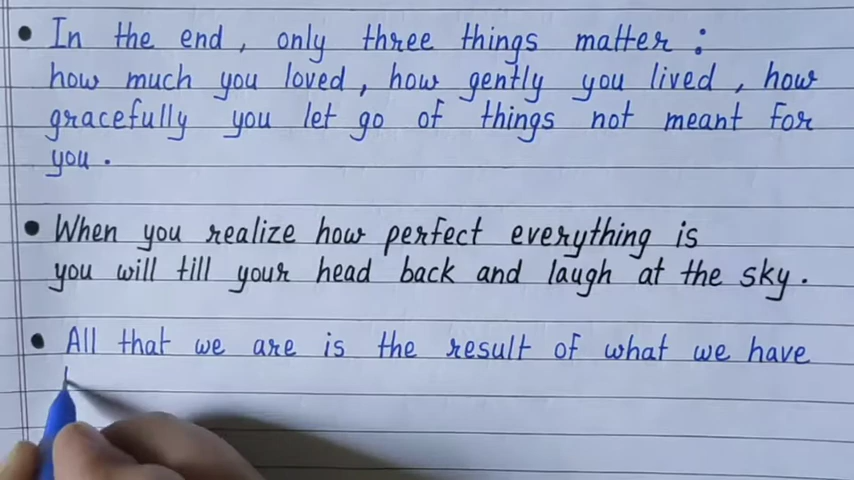 • In the end, only three things matter :
how much you loved, how gently you lived, how
gracefully you let go of things not meant for
you.
• When you realize how perfect everything is
you will till your head back and laugh at the sky.
• All that we are is the result of what we have